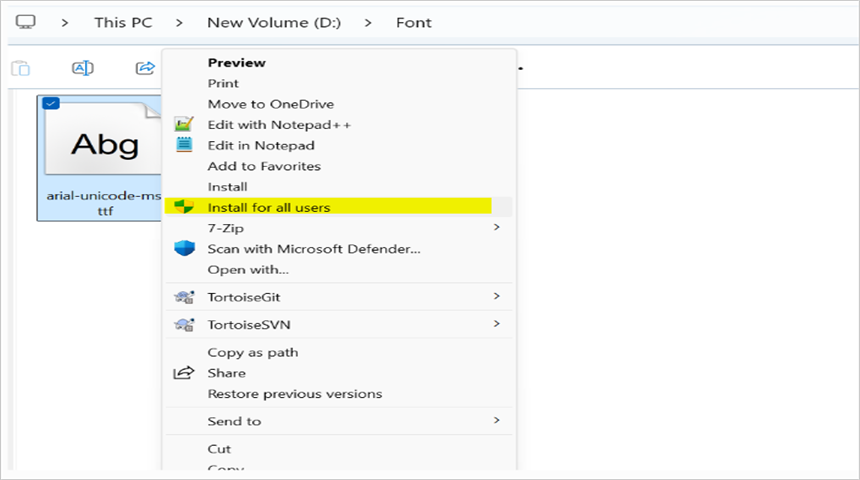 This PC > New Volume (D:) > Font
Abg
arial-unicode-ms
ttf
Preview
Print
Move to OneDrive
Edit with Notepad++
Edit in Notepad
Add to Favorites
Install
Install for all users
7-Zip
Scan with Microsoft Defender...
Open with...
TortoiseGit
TortoiseSVN
Copy as path
Share
Restore previous versions
Send to
Cut
Copy